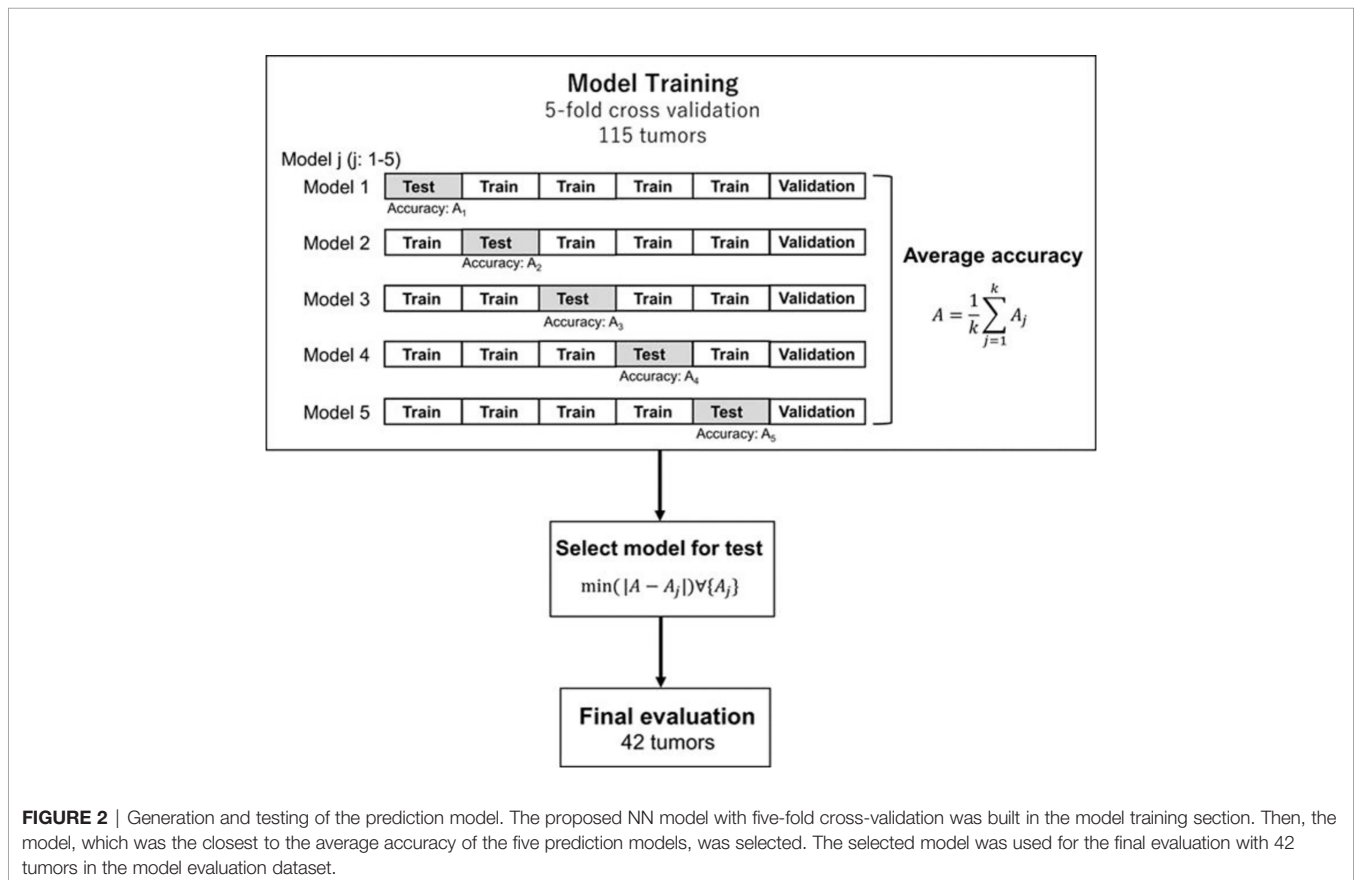 Model Training
5-fold cross validation
115 tumors
Model j (j: 1-5)
Model 1 Test Train Train Train Train Validation
Accuracy: A₁
Model 2 Train Test Train Train Train Validation
Accuracy: A₂
Model 3 Train Train Test Train Train Validation
Accuracy: A₃
Model 4 Train Train Train Test Train Validation
Accuracy: A₄
Model 5 Train Train Train Train Test Validation
Accuracy: A₅
Average accuracy
A = 1/k ∑_{j=1}^{k} A_j
Select model for test
min( |A − A_j|)∀{A_j}
Final evaluation
42 tumors
FIGURE 2 | Generation and testing of the prediction model. The proposed NN model with five-fold cross-validation was built in the model training section. Then, the
model, which was the closest to the average accuracy of the five prediction models, was selected. The selected model was used for the final evaluation with 42
tumors in the model evaluation dataset.